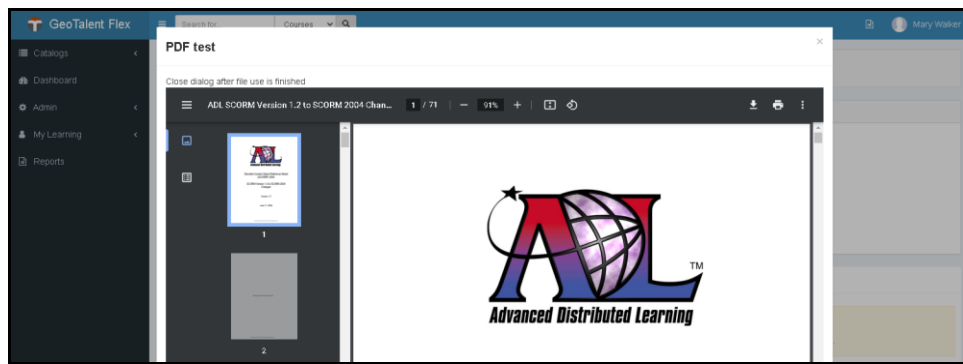 GeoTalent Flex
Search for...
Courses
Mary Walker
Catalogs
Dashboard
Admin
My Learning
Reports
PDF test
×
Close dialog after file use is finished
ADL SCORM Version 1.2 to SCORM 2004 Chan... 1 / 71 | − 91% +
1
2
ADL
TM
Advanced Distributed Learning